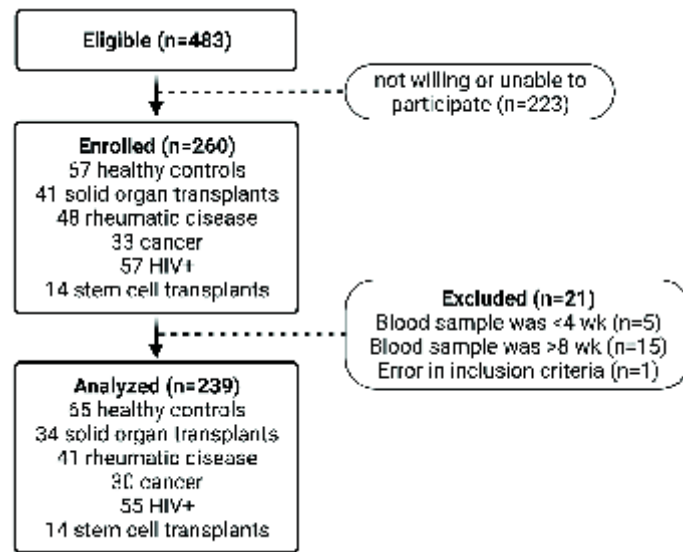 Eligible (n=483)
not willing or unable to
participate (n=223)
Enrolled (n=260)
67 healthy controls
41 solid organ transplants
48 rheumatic disease
33 cancer
57 HIV+
14 stem cell transplants
Excluded (n=21)
Blood sample was <4 wk (n=5)
Blood sample was >8 wk (n=15)
Error in inclusion criteria (n=1)
Analyzed (n=239)
65 healthy controls
34 solid organ transplants
41 rheumatic disease
30 cancer
55 HIV+
14 stem cell transplants